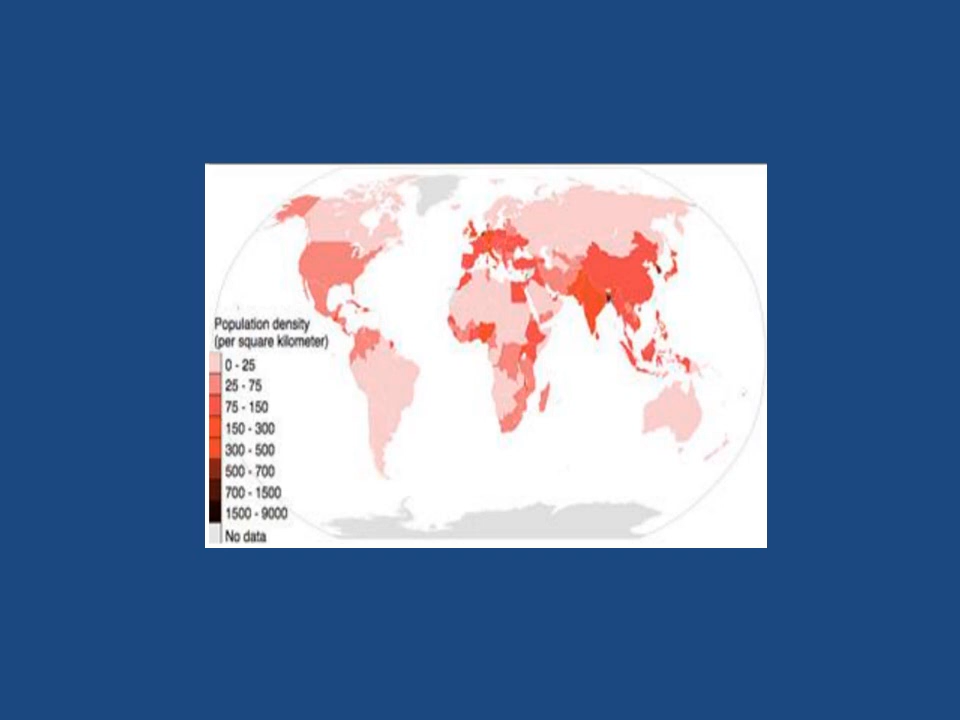 Population density
(per square kilometer)
0 - 25
25 - 75
75 - 150
150 - 300
300 - 500
500 - 700
700 - 1500
1500 - 9000
No data